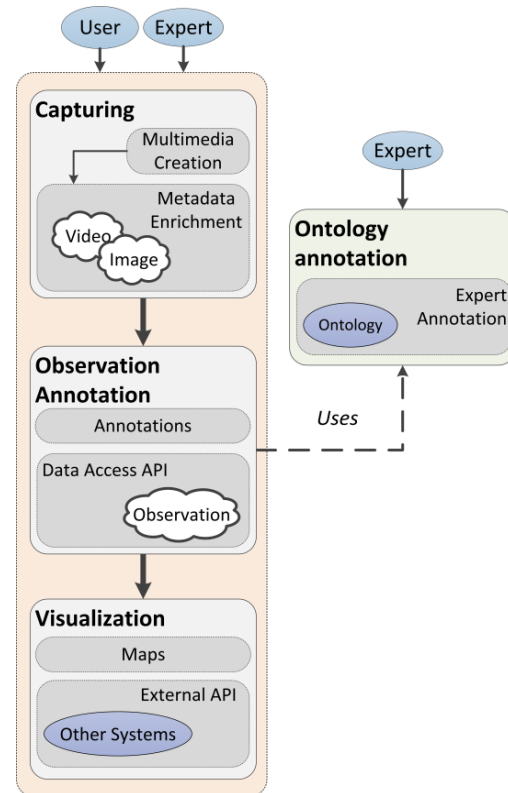 User
Expert
Capturing
Multimedia
Creation
Metadata
Enrichment
Video
Image
Expert
Ontology
annotation
Expert
Annotation
Ontology
Observation
Annotation
Annotations
Data Access API
Observation
Uses
Visualization
Maps
External API
Other Systems